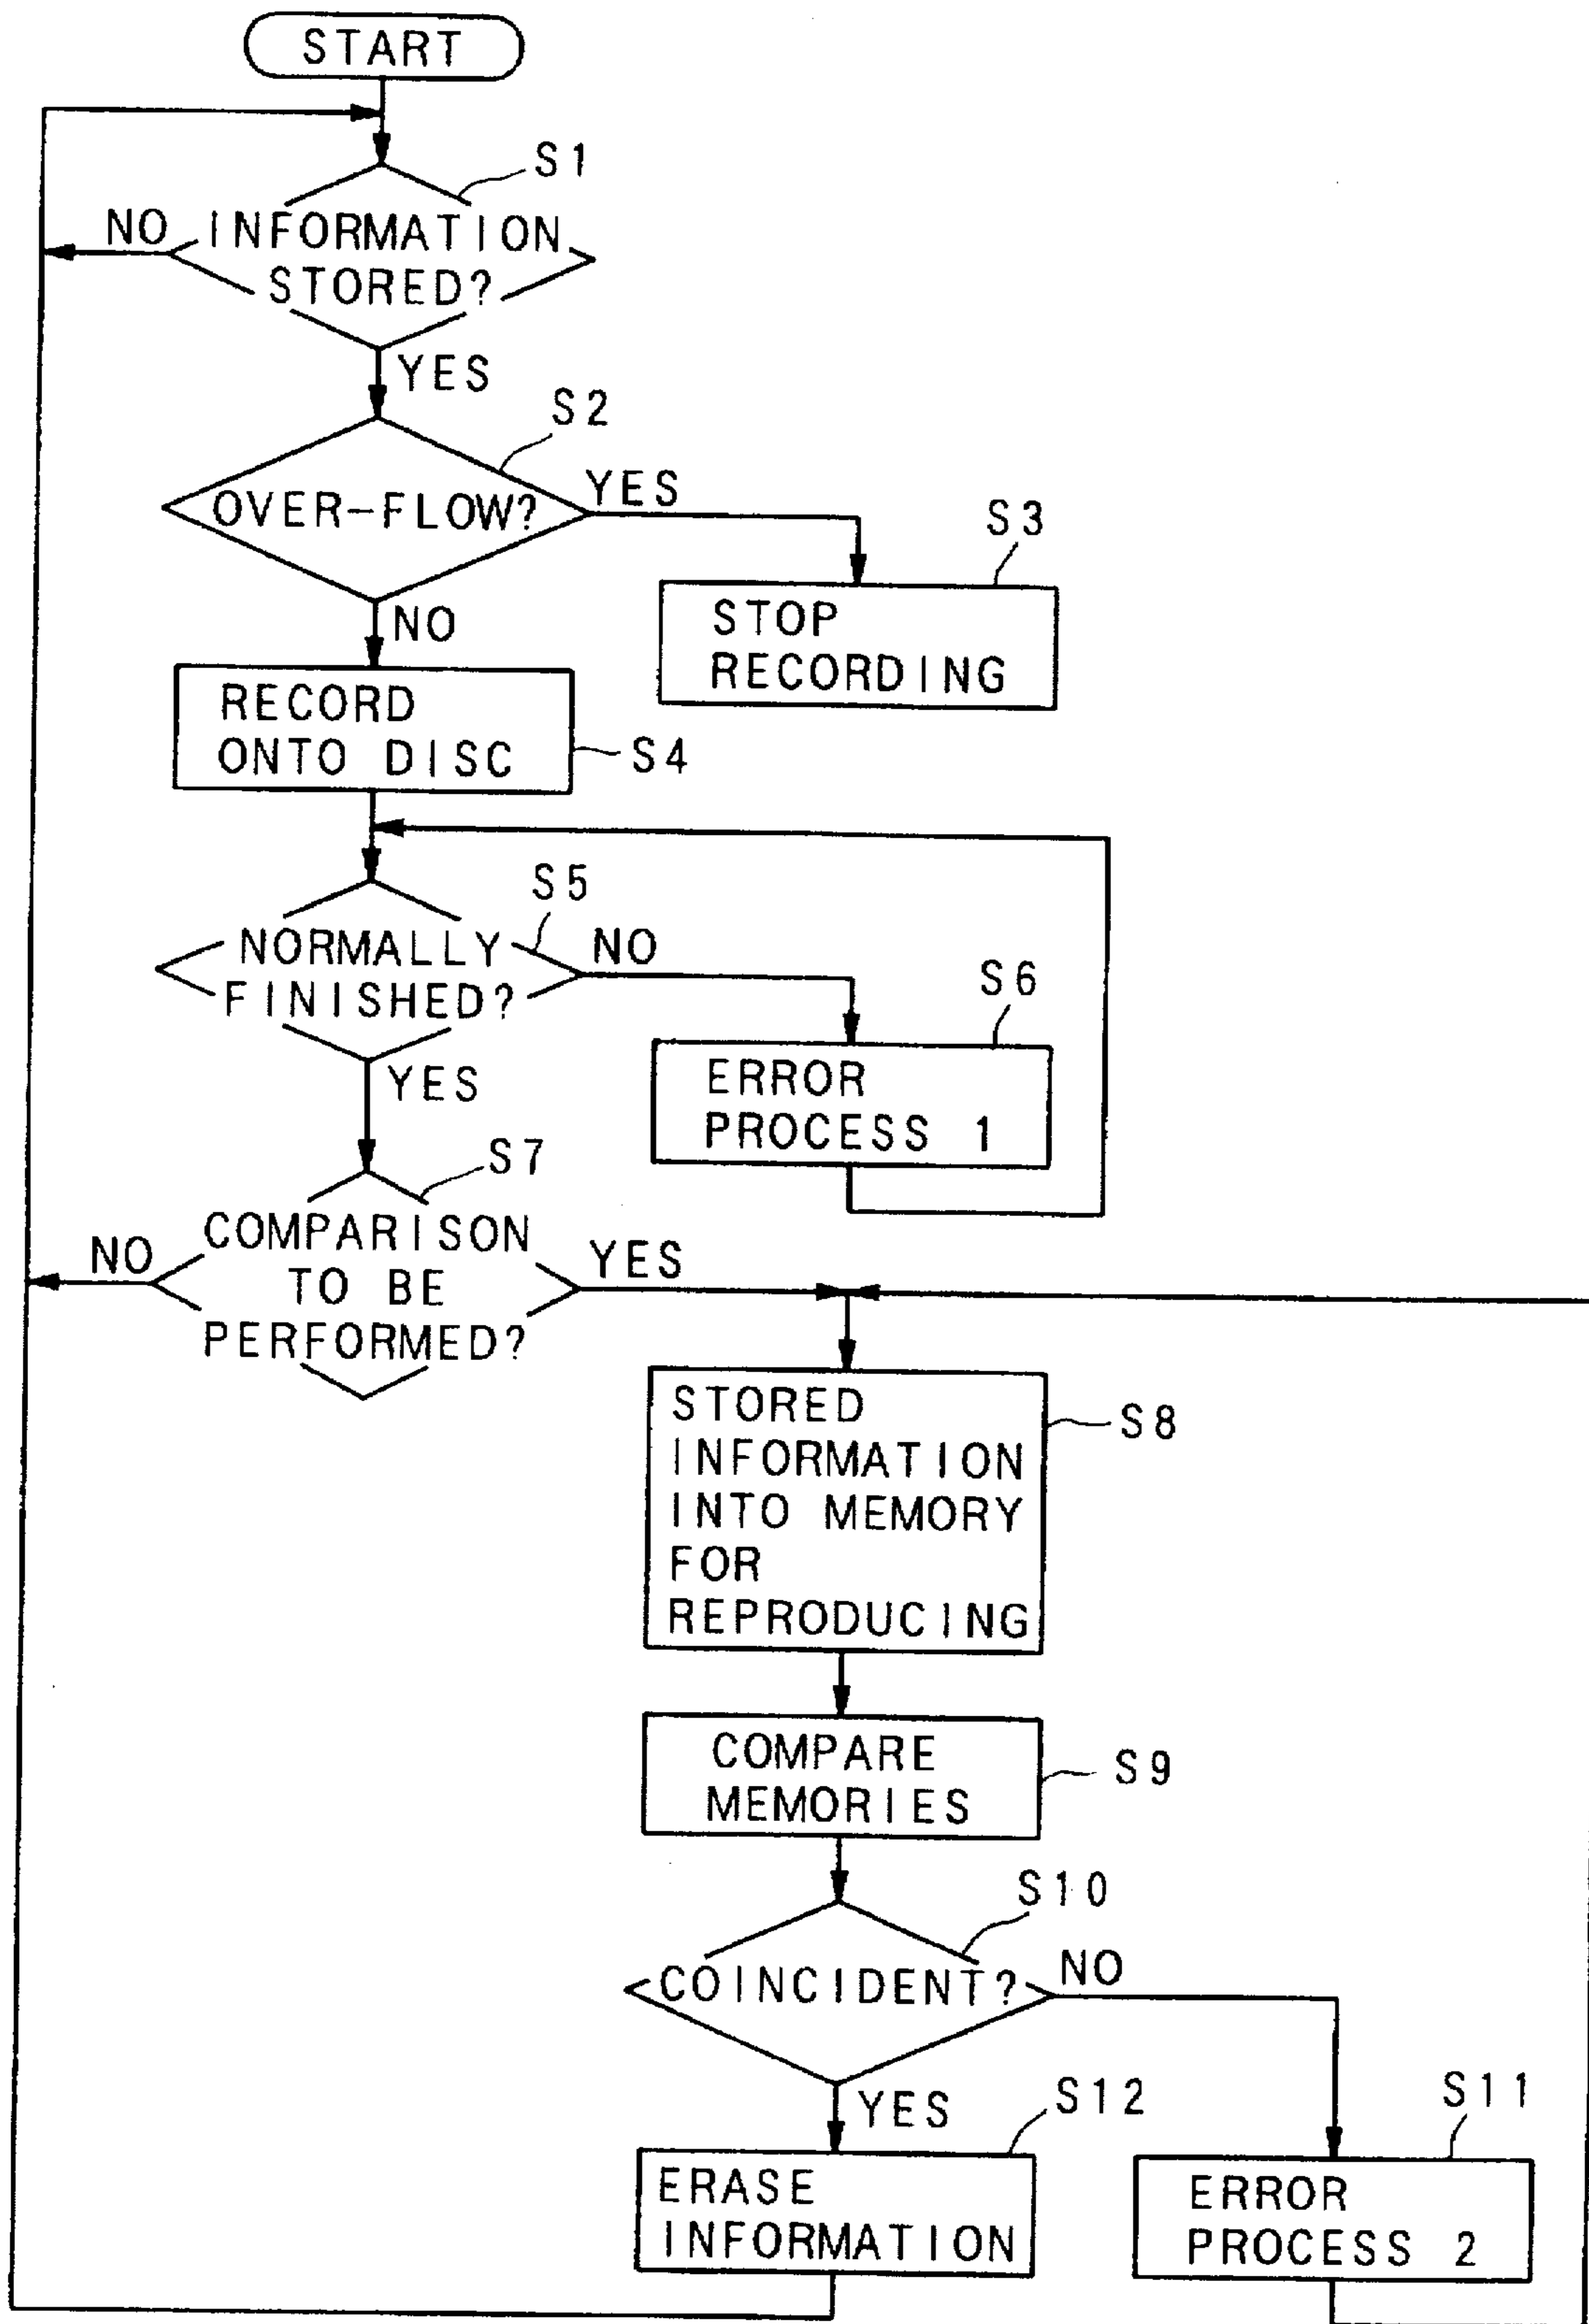 START
S1
NO
INFORMATION
STORED?
YES
S2
YES
OVER-FLOW?
S3
NO
STOP
RECORDING
RECORD
ONTO DISC
S4
S5
NO
NORMALLY
FINISHED?
S6
YES
ERROR
PROCESS 1
S7
NO
COMPARISON
TO BE
PERFORMED?
YES
STORED
INFORMATION
INTO MEMORY
FOR
REPRODUCING
S8
COMPARE
MEMORIES
S9
S10
NO
COINCIDENT?
YES
S12
S11
ERASE
INFORMATION
ERROR
PROCESS 2